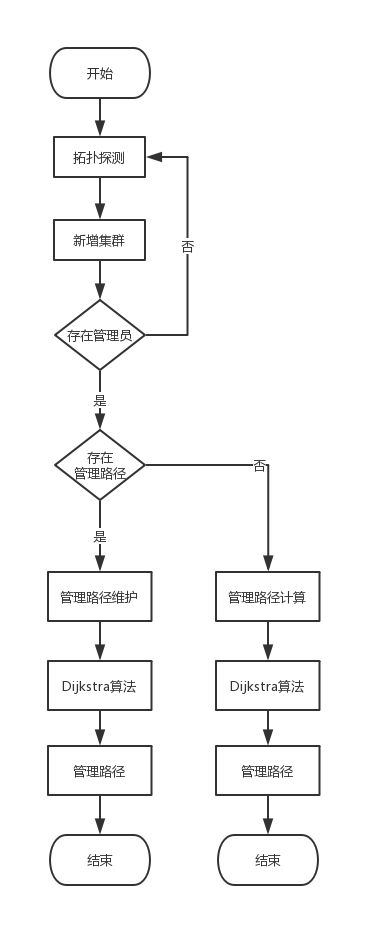 开始
拓扑探测
新增集群
否
存在管理员
是
存在
管理路径
否
是
管理路径维护
管理路径计算
Dijkstra算法
Dijkstra算法
管理路径
管理路径
结束
结束